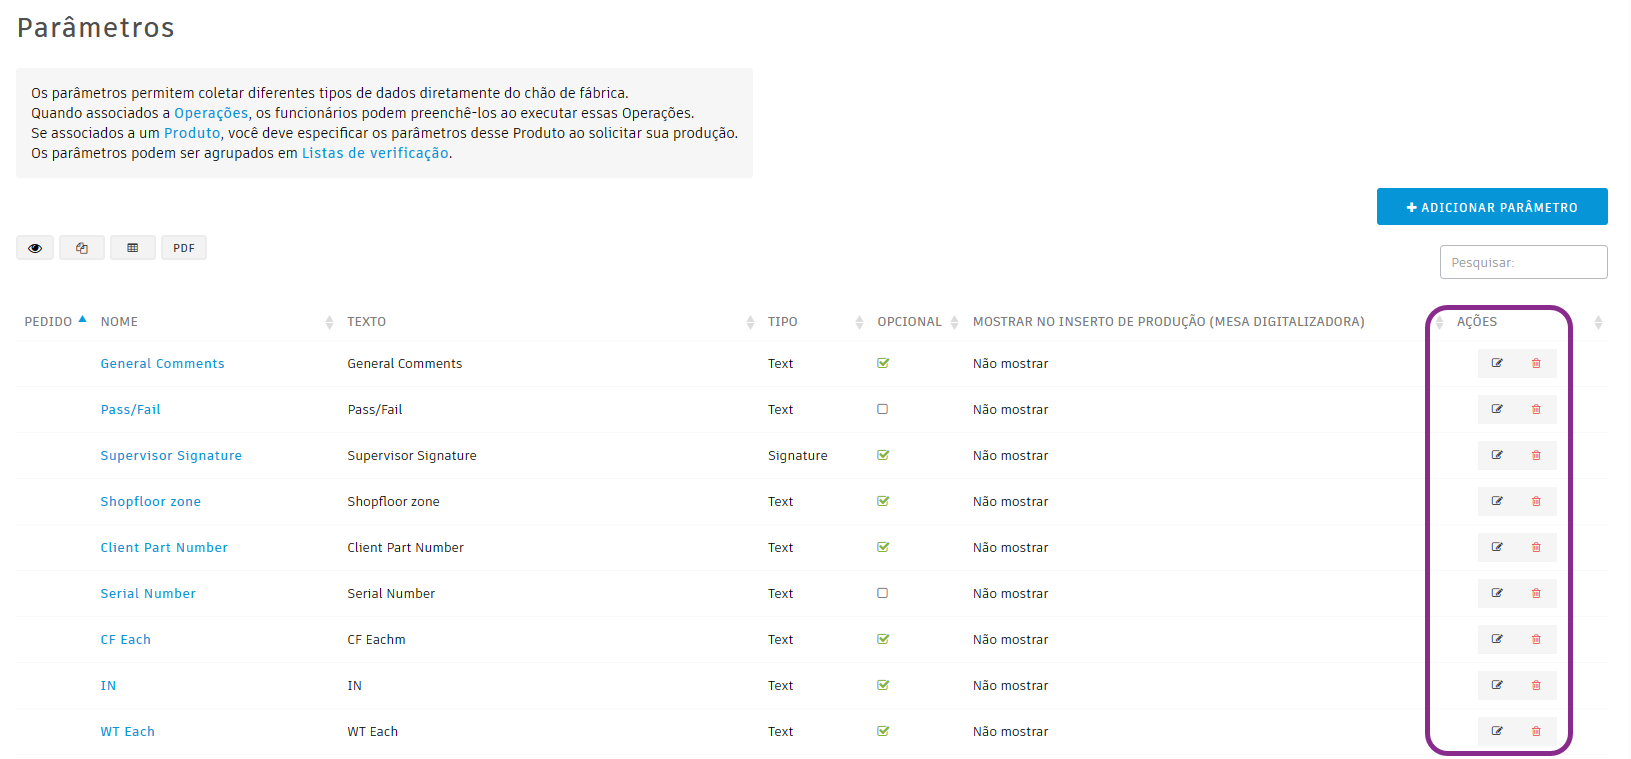 Parâmetros
Os parâmetros permitem coletar diferentes tipos de dados diretamente do chão de fábrica.
Quando associados a Operações, os funcionários podem preenchê-los ao executar essas Operações.
Se associados a um Produto, você deve especificar os parâmetros desse Produto ao solicitar sua produção.
Os parâmetros podem ser agrupados em Listas de verificação.
ADICIONAR PARÂMETRO
PDF
Pesquisar:
PEDIDO NOME TEXTO TIPO OPCIONAL MOSTRAR NO INSERTO DE PRODUÇÃO (MESA DIGITALIZADORA) AÇÕES
General Comments General Comments Text Não mostrar
Pass/Fail Pass/Fail Text Não mostrar
Supervisor Signature Supervisor Signature Signature Não mostrar
Shopfloor zone Shopfloor zone Text Não mostrar
Client Part Number Client Part Number Text Não mostrar
Serial Number Serial Number Text Não mostrar
CF Each CF Eachm Text Não mostrar
IN IN Text Não mostrar
WT Each WT Each Text Não mostrar